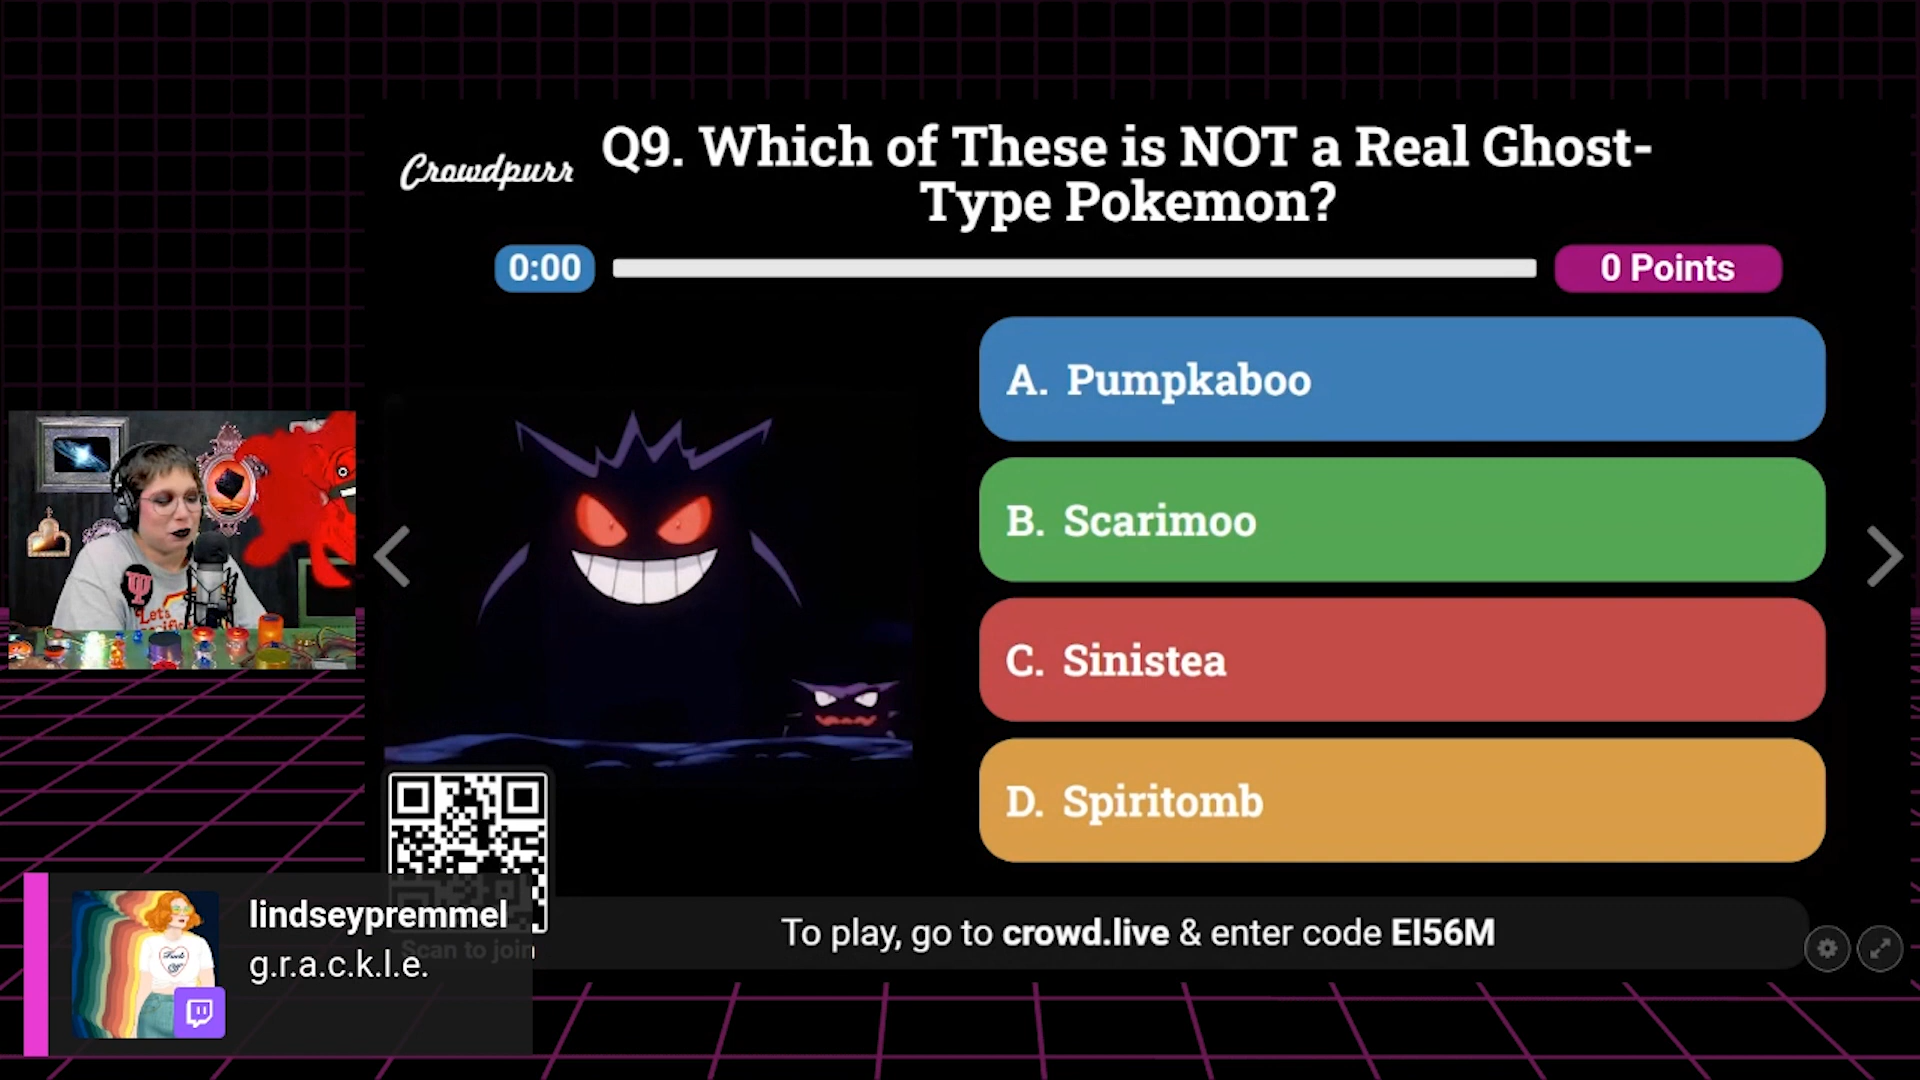 Crowdpurr
Q9. Which of These is NOT a Real Ghost-
Type Pokemon?
0:00
0 Points
A. Pumpkaboo
B. Scarimoo
C. Sinistea
D. Spiritomb
Let's
Scan to join
lindseypremmel
g.r.a.c.k.l.e.
To play, go to crowd.live & enter code EI56M